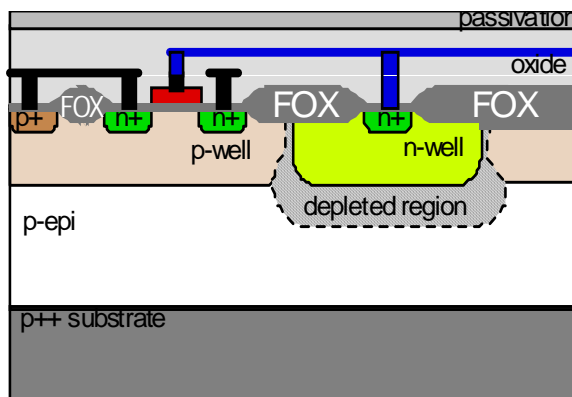 passivation
oxide
FOX
FOX
FOX
p+
n+
n+
n+
p-well
n-well
depleted region
p-epi
p++ substrate